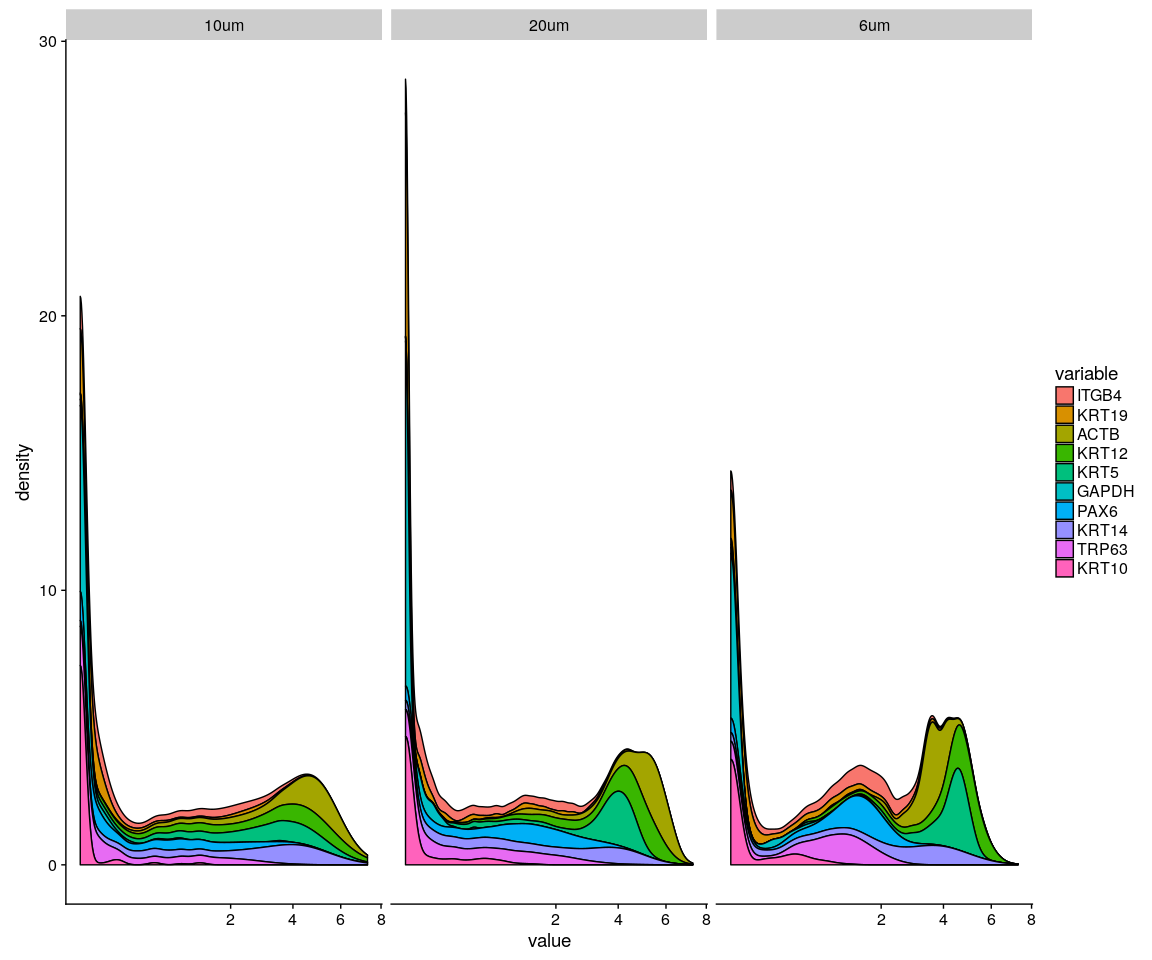 10um 20um 6um
30
20
10
0
density
2 4 6 8 2 4 6 8 2 4 6 8
value
variable
ITGB4
KRT19
ACTB
KRT12
KRT5
GAPDH
PAX6
KRT14
TRP63
KRT10